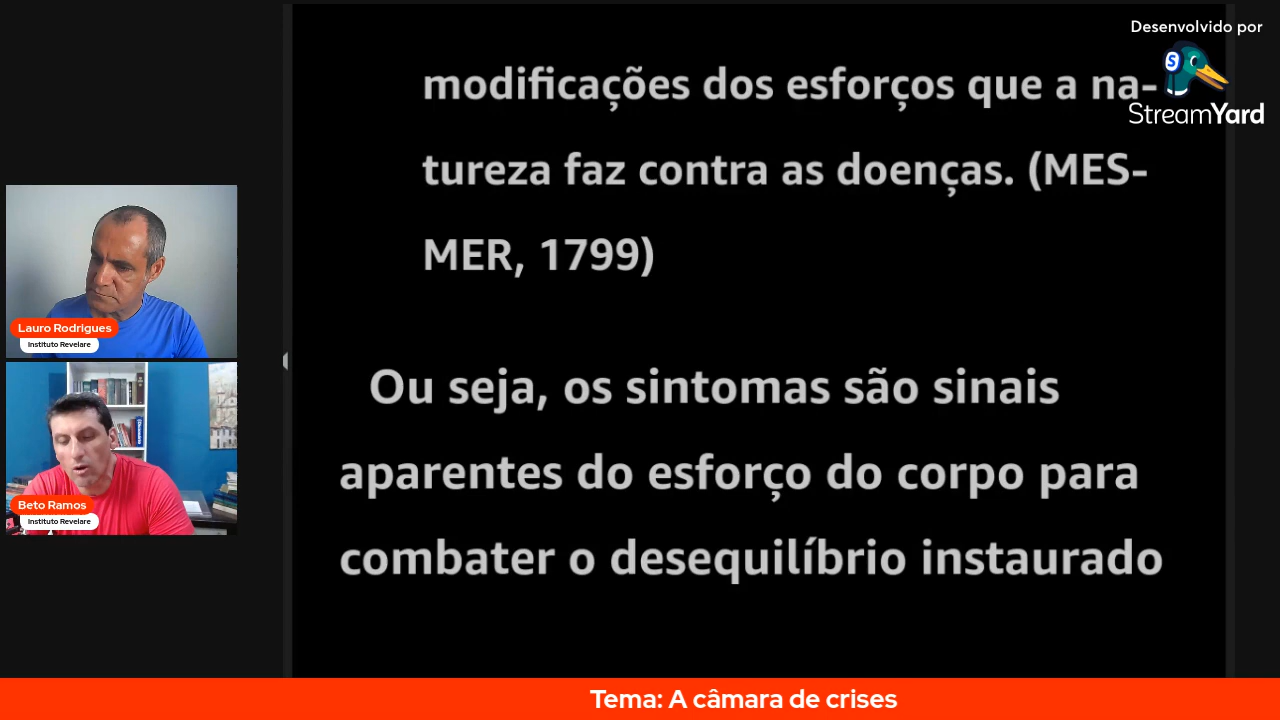 Desenvolvido por
StreamYard
modificações dos esforços que a na-
tureza faz contra as doenças. (MES-
MER, 1799)
Ou seja, os sintomas são sinais
aparentes do esforço do corpo para
combater o desequilíbrio instaurado
Lauro Rodrigues
Instituto Revelare
Beto Ramos
Instituto Revelare
Tema: A câmara de crises